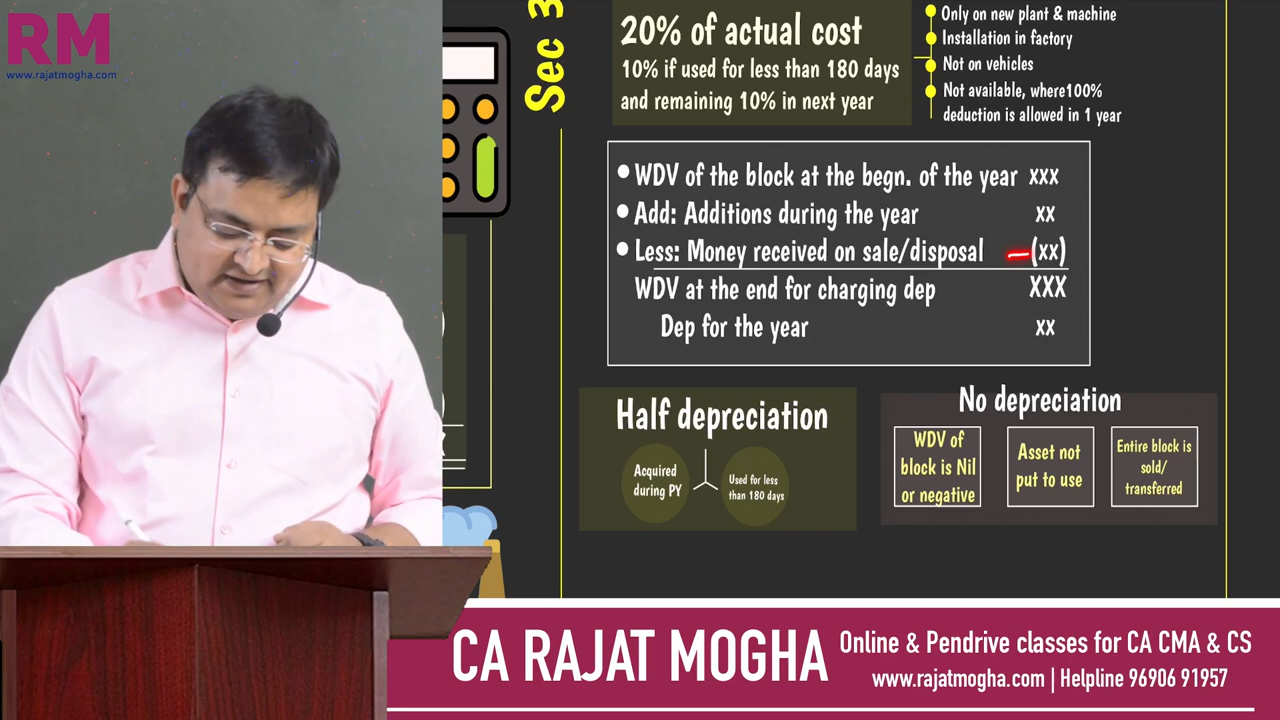 RM
www.rajatmogha.com
Sec 3
20% of actual cost
10% if used for less than 180 days
and remaining 10% in next year
Only on new plant & machine
Installation in factory
Not on vehicles
Not available, where100%
deduction is allowed in 1 year
WDV of the block at the begn. of the year xxx
Add: Additions during the year xx
Less: Money received on sale/disposal (xx)
WDV at the end for charging dep XXX
Dep for the year xx
Half depreciation
Acquired
during PY
Used for less
than 180 days
No depreciation
WDV of
block is Nil
or negative
Asset not
put to use
Entire block is
sold/
transferred
CA RAJAT MOGHA
Online & Pendrive classes for CA CMA & CS
www.rajatmogha.com | Helpline 96906 91957